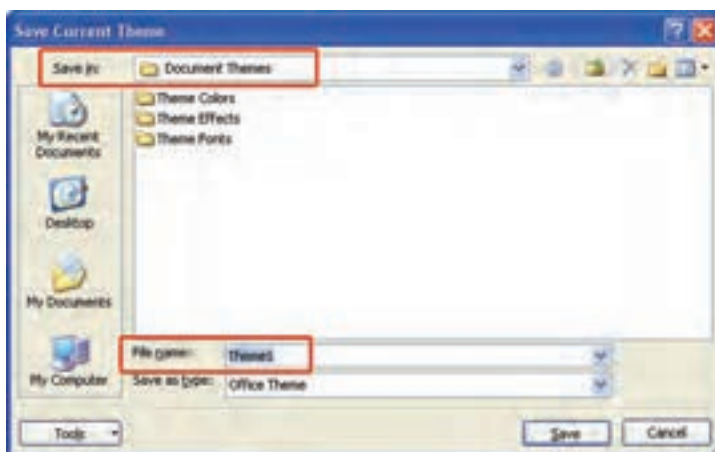 Save Current Theme
Save in: Document Themes
Theme Colors
Theme Effects
Theme Fonts
My Recent
Documents
Desktop
My Documents
My Computer
File name: Theme1
Save as type: Office Theme
Tools Save Cancel